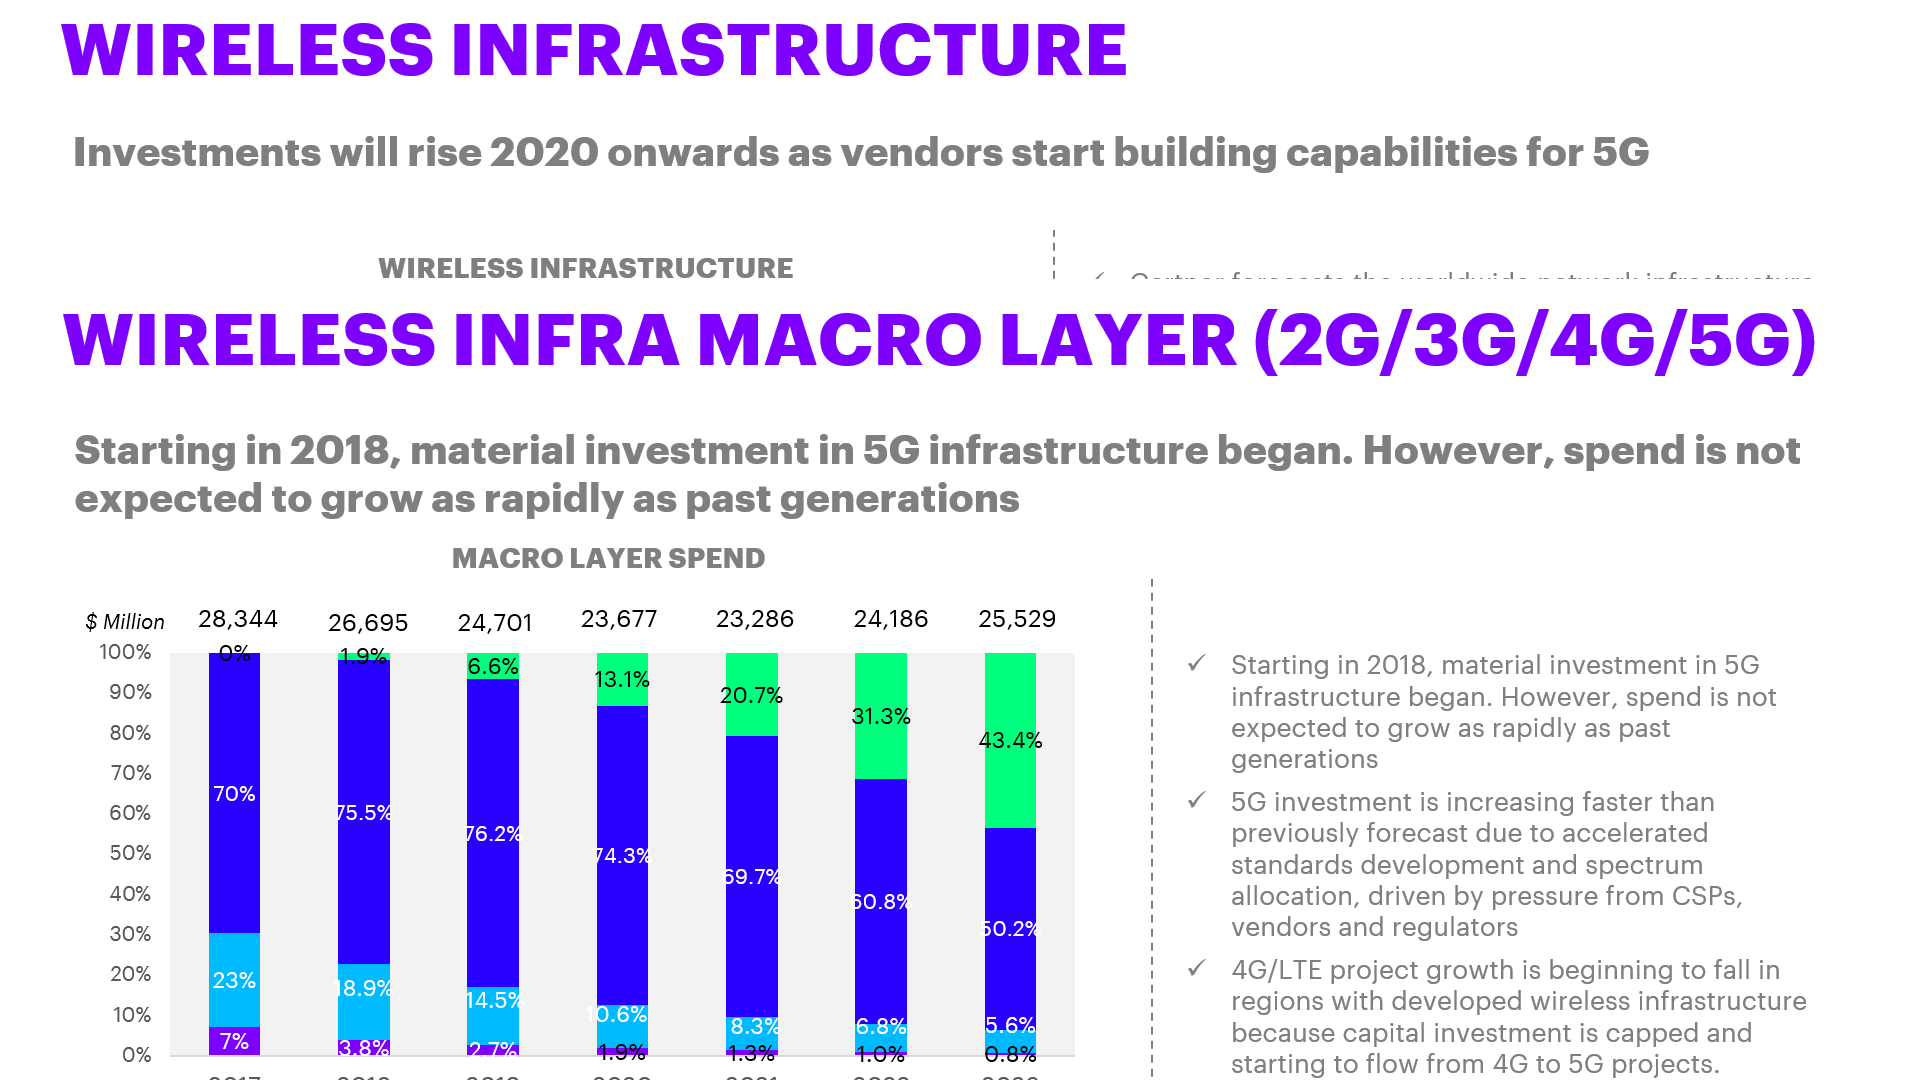 WIRELESS INFRASTRUCTURE
Investments will rise 2020 onwards as vendors start building capabilities for 5G
WIRELESS INFRASTRUCTURE
✓ Gartner forecasts the worldwide network infrastructure
WIRELESS INFRA MACRO LAYER (2G/3G/4G/5G)
Starting in 2018, material investment in 5G infrastructure began. However, spend is not
expected to grow as rapidly as past generations
MACRO LAYER SPEND
$ Million 28,344 26,695 24,701 23,677 23,286 24,186 25,529
100%
90%
80%
70%
60%
50%
40%
30%
20%
10%
0%
0% 1.9% 6.6% 13.1% 20.7% 31.3% 43.4%
70% 75.5% 76.2% 74.3% 69.7% 60.8% 50.2%
23% 18.9% 14.5% 10.6% 8.3% 6.8% 5.6%
7% 3.8% 2.7% 1.9% 1.3% 1.0% 0.8%
✓ Starting in 2018, material investment in 5G
infrastructure began. However, spend is not
expected to grow as rapidly as past
generations
✓ 5G investment is increasing faster than
previously forecast due to accelerated
standards development and spectrum
allocation, driven by pressure from CSPs,
vendors and regulators
✓ 4G/LTE project growth is beginning to fall in
regions with developed wireless infrastructure
because capital investment is capped and
starting to flow from 4G to 5G projects.